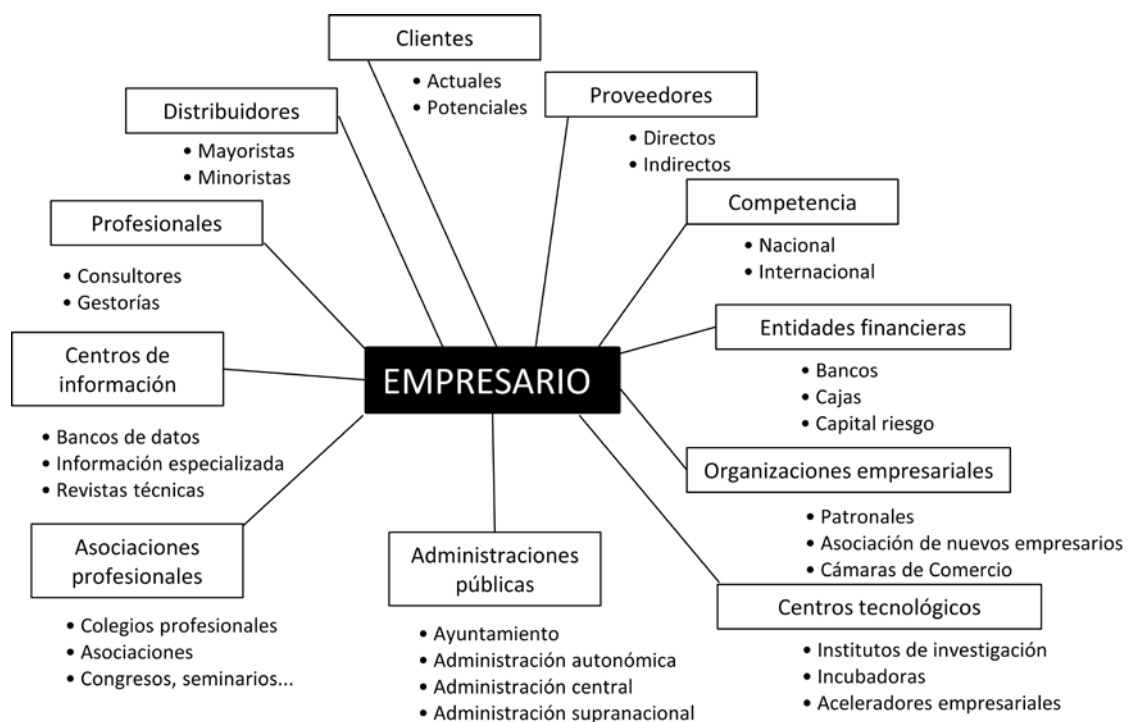 Clientes
• Actuales
• Potenciales
Proveedores
• Directos
• Indirectos
Distribuidores
• Mayoristas
• Minoristas
Competencia
• Nacional
• Internacional
Profesionales
• Consultores
• Gestorías
Entidades financieras
• Bancos
• Cajas
• Capital riesgo
Centros de
información
• Bancos de datos
• Información especializada
• Revistas técnicas
EMPRESARIO
Organizaciones empresariales
• Patronales
• Asociación de nuevos empresarios
• Cámaras de Comercio
Asociaciones
profesionales
• Colegios profesionales
• Asociaciones
• Congresos, seminarios...
Administraciones
públicas
• Ayuntamiento
• Administración autonómica
• Administración central
• Administración supranacional
Centros tecnológicos
• Institutos de investigación
• Incubadoras
• Aceleradores empresariales